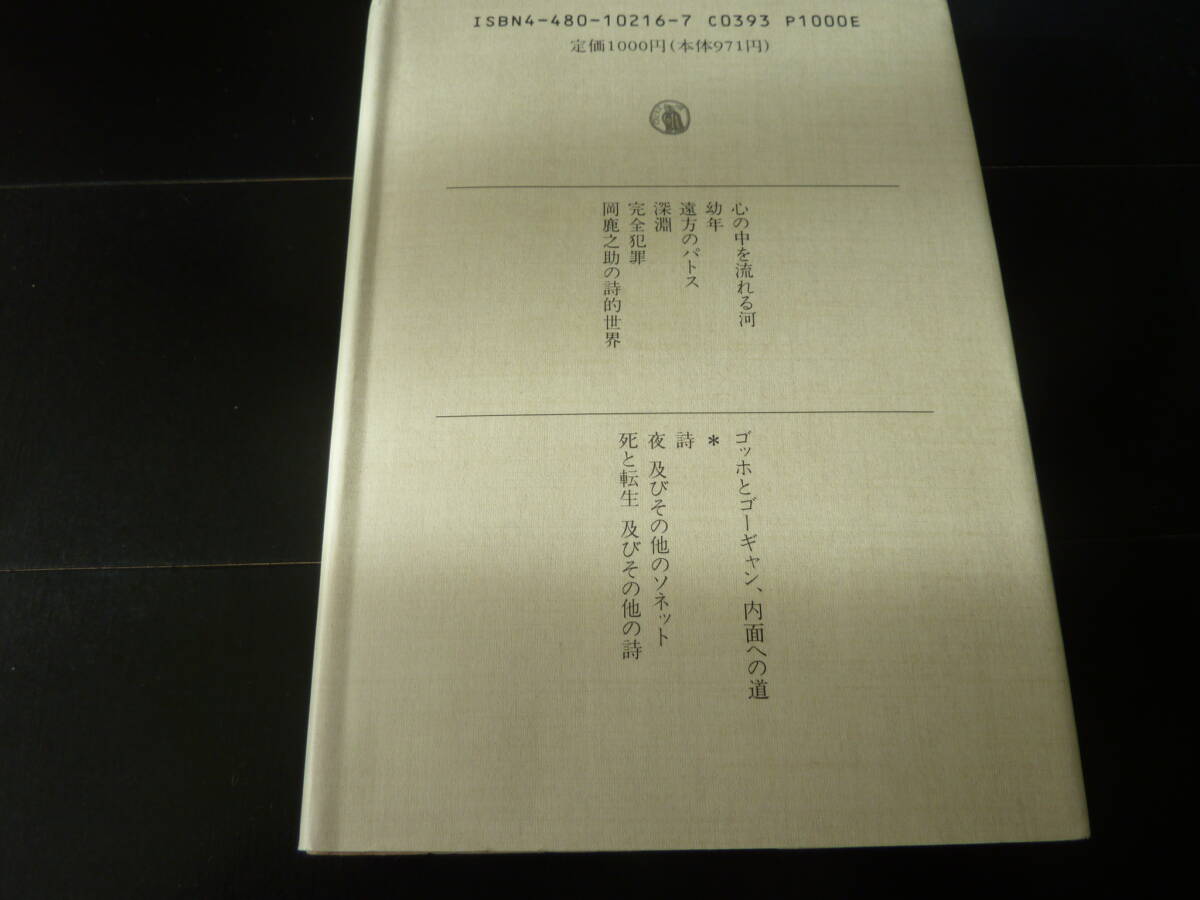 ISBN4-480-10216-7 C0393 P1000E
定価1000円(本体971円)
心の中を流れる河
幼年
遠方のパトス
深淵
完全犯罪
岡鹿之助の詩的世界
ゴッホとゴーギャン、内面への道
*
詩
夜 及びその他のソネット
死と転生 及びその他の詩